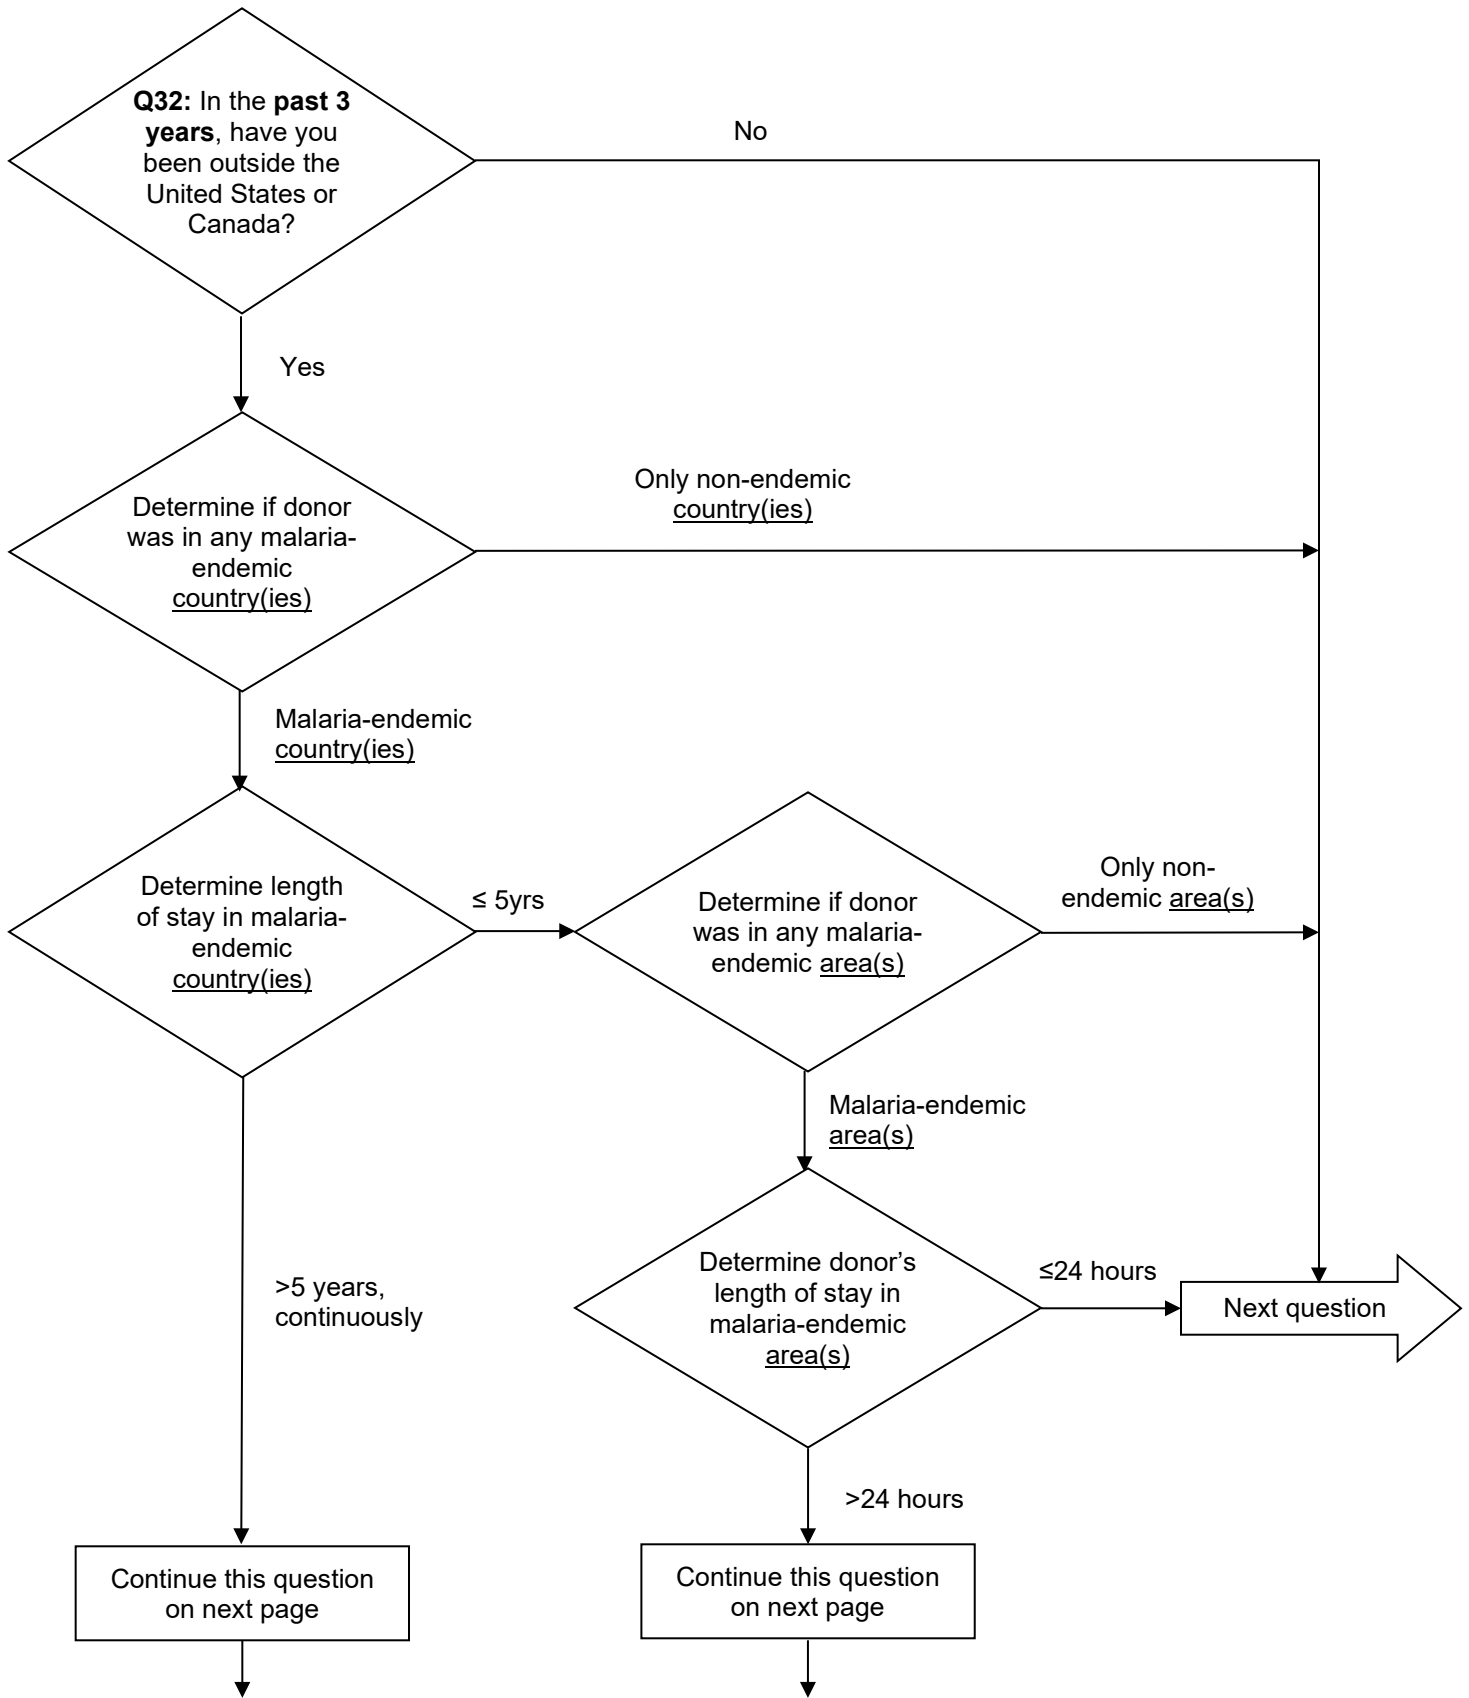 Q32: In the past 3
years, have you
been outside the
United States or
Canada?
No
Yes
Determine if donor
was in any malaria-
endemic
country(ies)
Only non-endemic
country(ies)
Malaria-endemic
country(ies)
Determine length
of stay in malaria-
endemic
country(ies)
≤ 5yrs
Determine if donor
was in any malaria-
endemic area(s)
Only non-
endemic area(s)
Malaria-endemic
area(s)
>5 years,
continuously
Determine donor’s
length of stay in
malaria-endemic
area(s)
≤24 hours
Next question
>24 hours
Continue this question
on next page
Continue this question
on next page